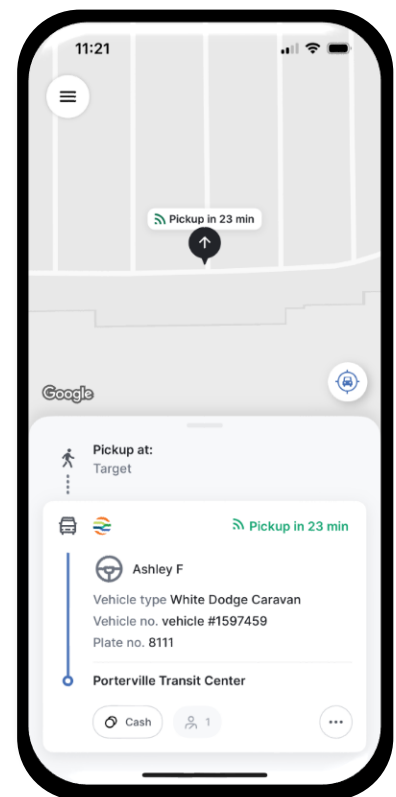 11:21
Pickup in 23 min
Google
Pickup at:
Target
Pickup in 23 min
Ashley F
Vehicle type White Dodge Caravan
Vehicle no. vehicle #1597459
Plate no. 8111
Porterville Transit Center
Cash 1